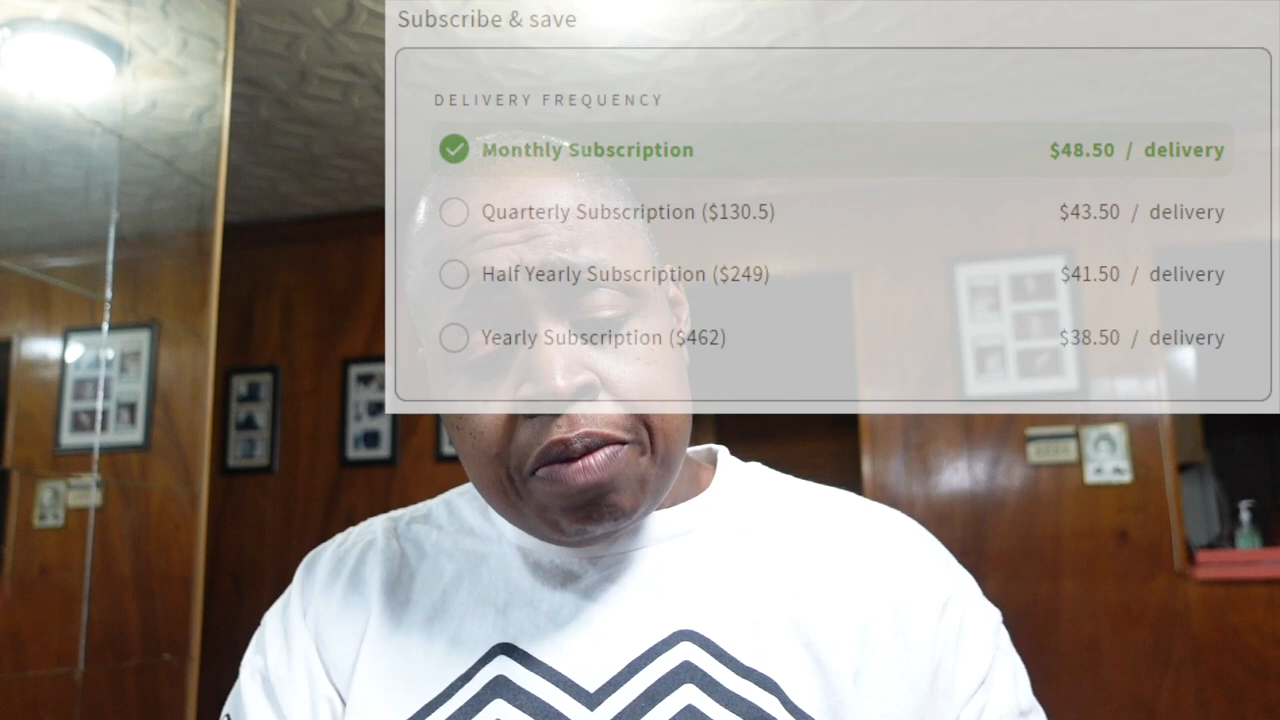 Subscribe & save
DELIVERY FREQUENCY
Monthly Subscription $48.50 / delivery
Quarterly Subscription ($130.5) $43.50 / delivery
Half Yearly Subscription ($249) $41.50 / delivery
Yearly Subscription ($462) $38.50 / delivery